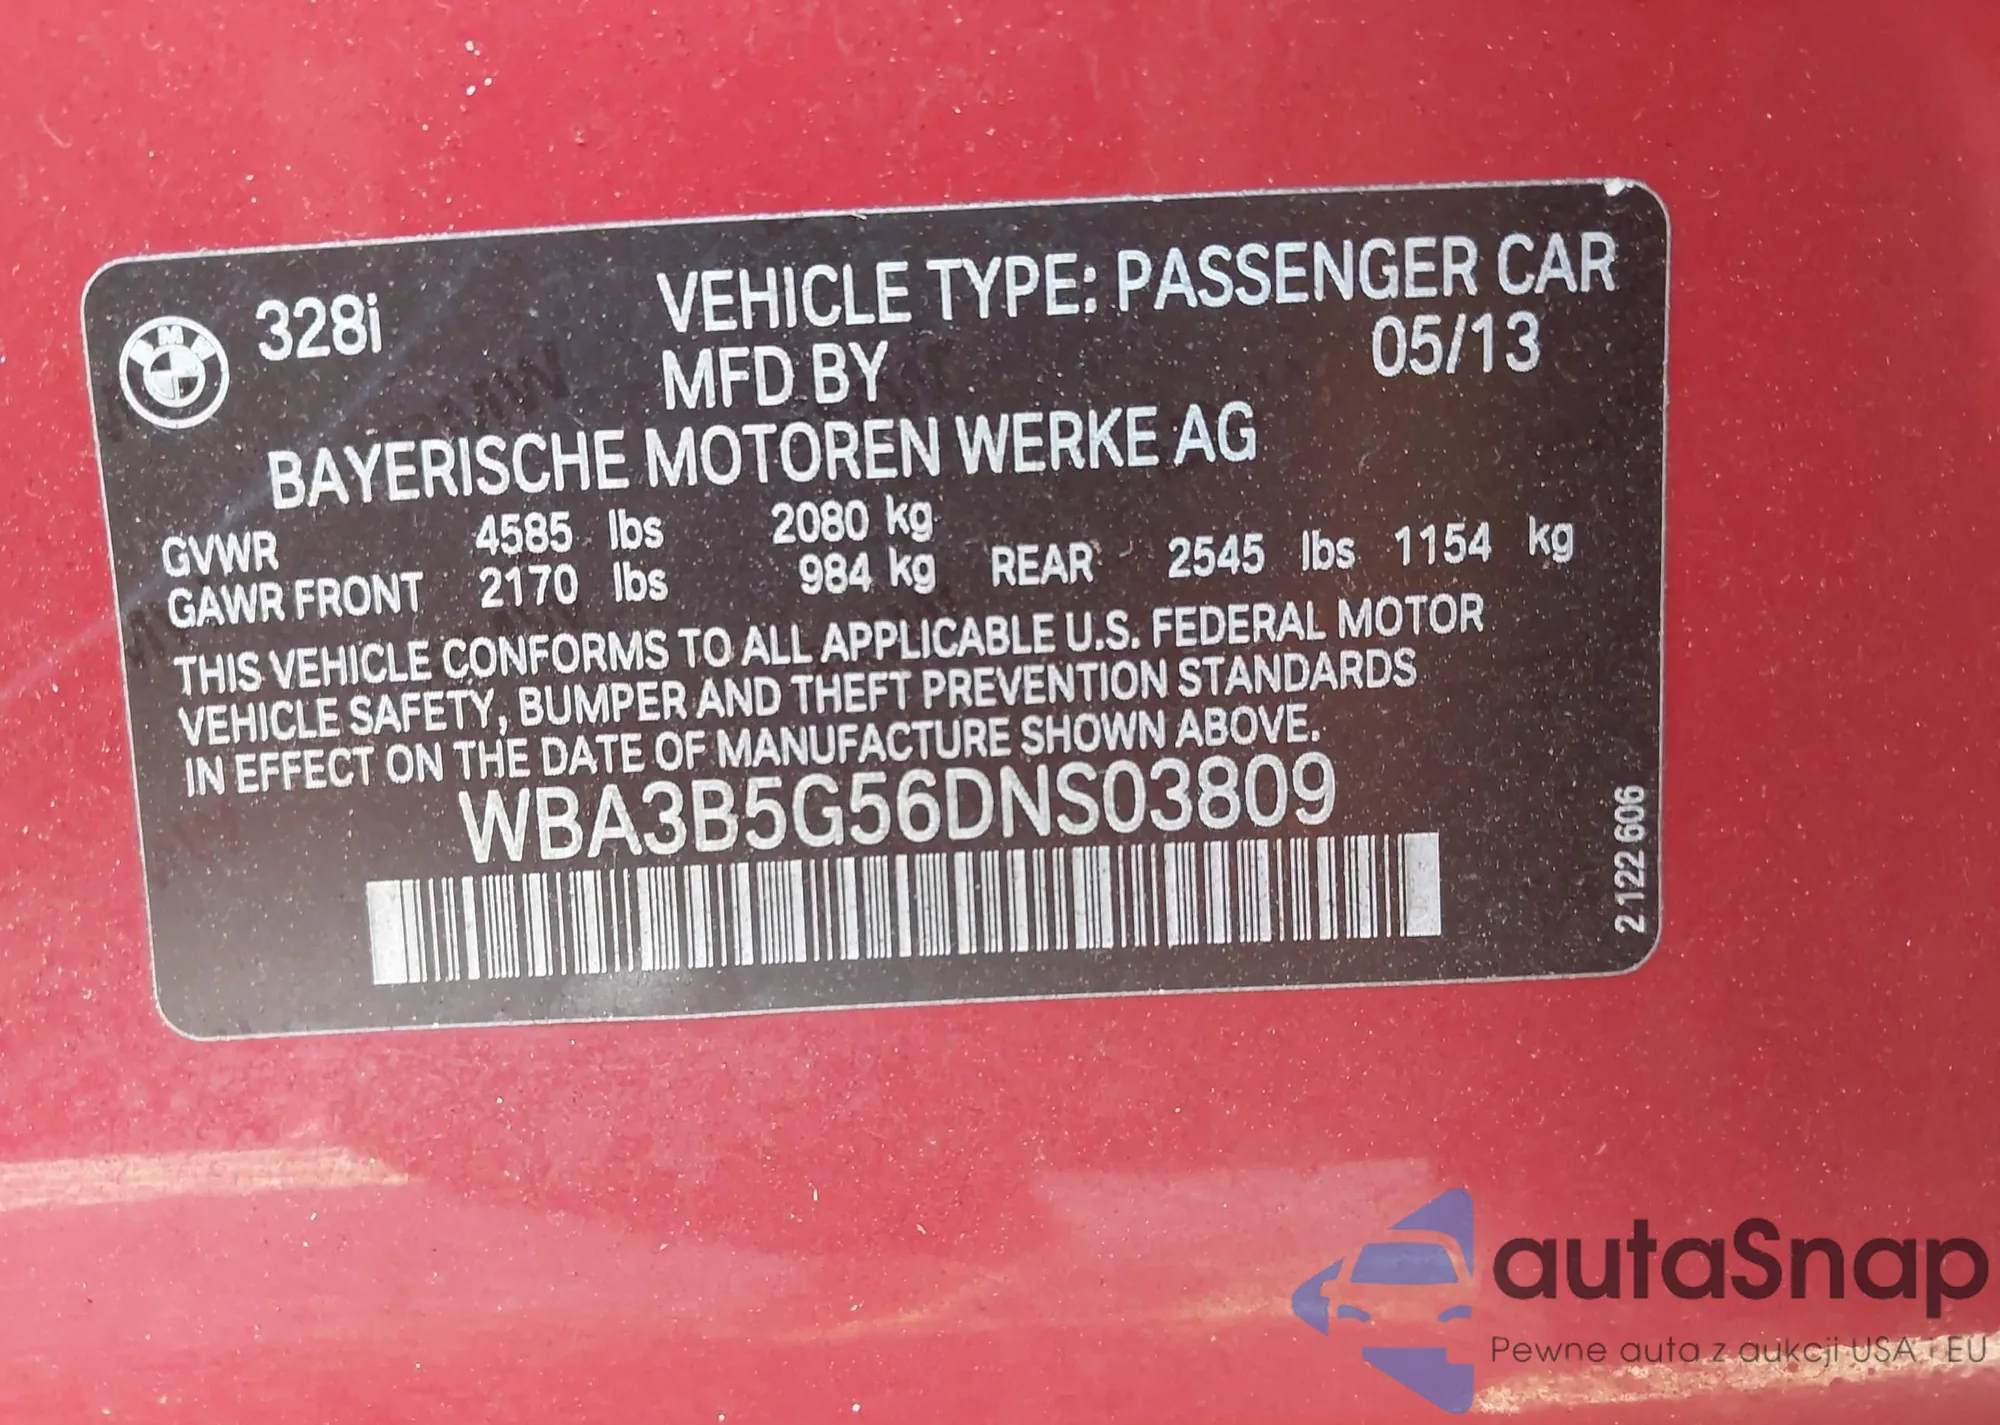 328i VEHICLE TYPE: PASSENGER CAR
MFD BY 05/13
BAYERISCHE MOTOREN WERKE AG
GVWR 4585 lbs 2080 kg
GAWR FRONT 2170 lbs 984 kg REAR 2545 lbs 1154 kg
THIS VEHICLE CONFORMS TO ALL APPLICABLE U.S. FEDERAL MOTOR
VEHICLE SAFETY, BUMPER AND THEFT PREVENTION STANDARDS
IN EFFECT ON THE DATE OF MANUFACTURE SHOWN ABOVE.
WBA3B5G56DNS03809
2 122 606
BMW
autaSnap
Pewne auta z aukcji USA i EU